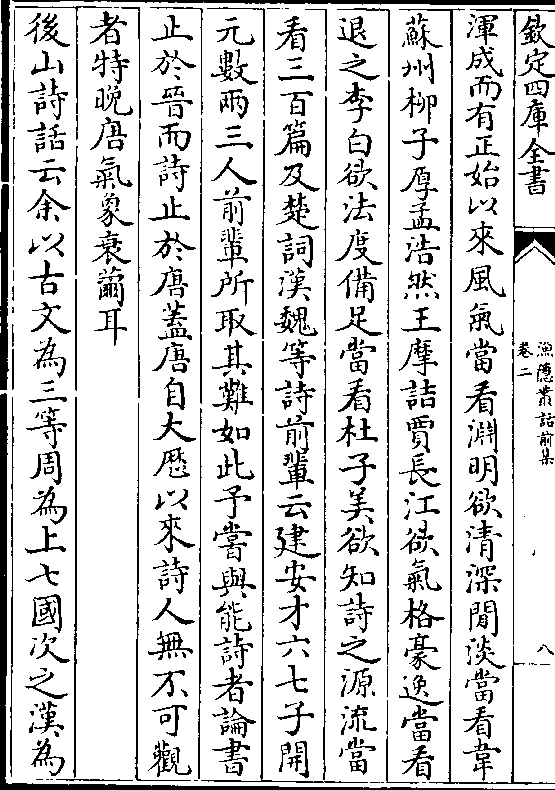 欽定四庫全書
漁隱叢話前集
卷二
八
渾成而有正始以來風氣當看淵明欲清深閒淡當看韋
蘇州柳子厚孟浩然王摩詰賈長江欲氣格豪逸當看
退之李白欲法度備足當看杜子美欲知詩之源流當
看三百篇及楚詞漢魏等詩前輩云建安才六七子開
元數兩三人前輩所取其難如此予嘗與能詩者論書
止於晉而詩止於唐蓋唐自大歷以來詩人無不可觀
者特晚唐氣象衰薾耳
後山詩話云余以古文為三等周為上七國次之漢為